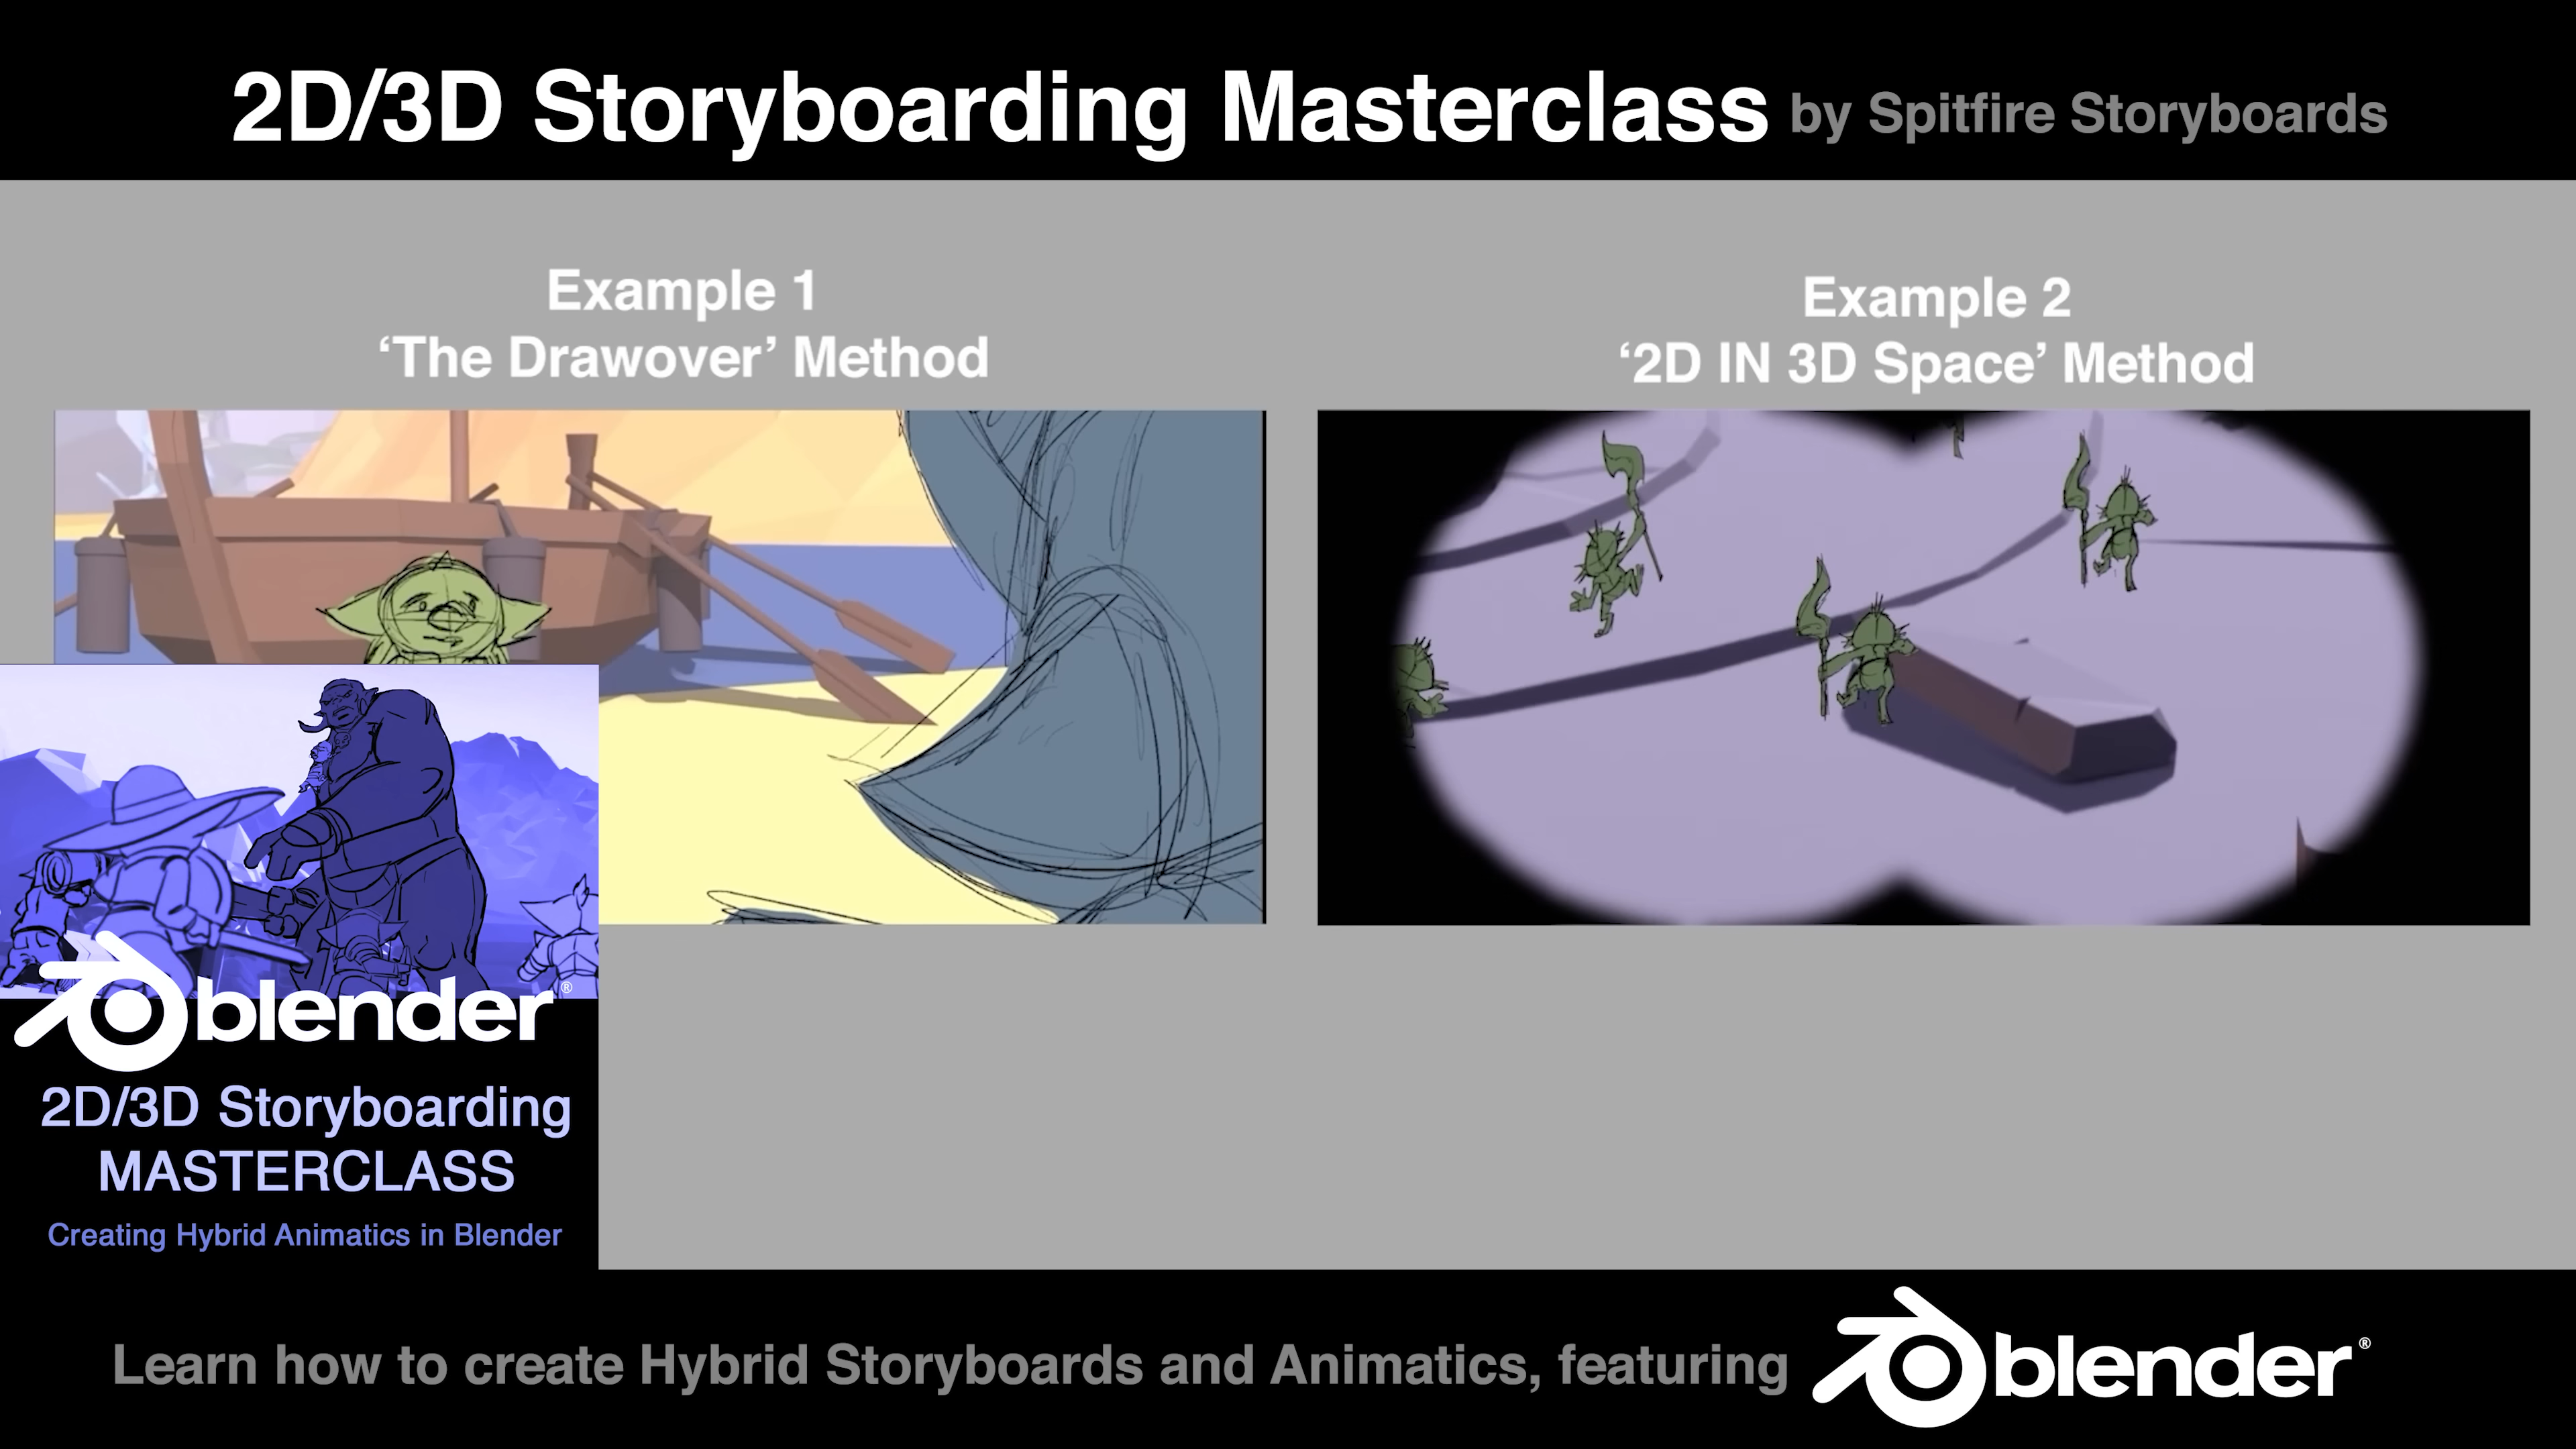 2D/3D Storyboarding Masterclass by Spitfire Storyboards
Example 1
‘The Drawover’ Method
Example 2
‘2D IN 3D Space’ Method
blender®
2D/3D Storyboarding
MASTERCLASS
Creating Hybrid Animatics in Blender
Learn how to create Hybrid Storyboards and Animatics, featuring blender®